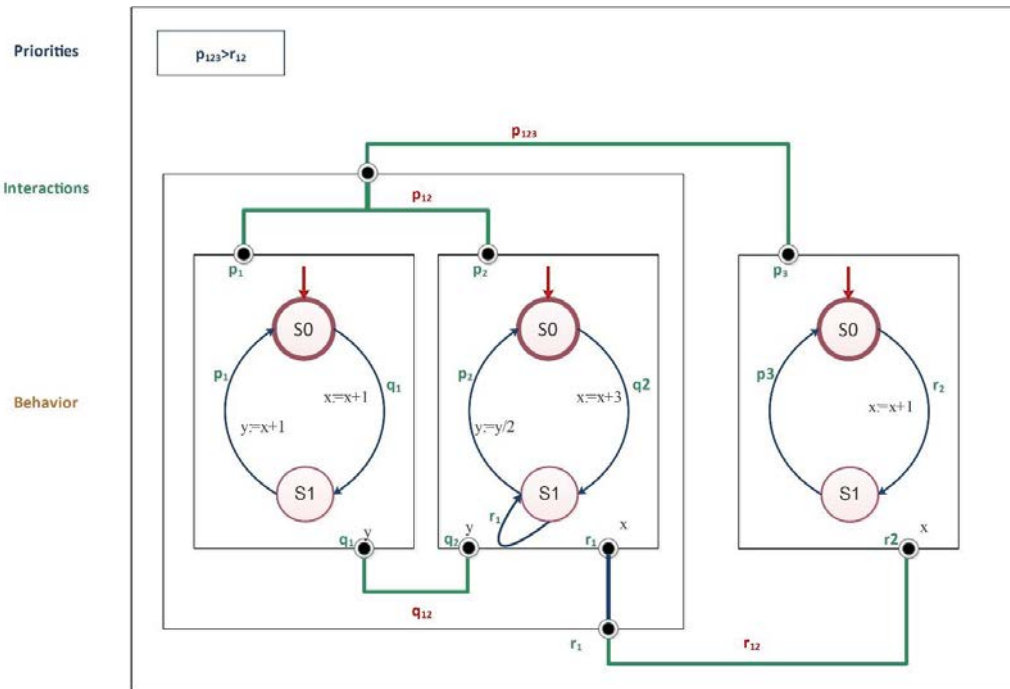 Priorities
p₁₂₃>r₁₂
p₁₂₃
Interactions
p₁₂
p₁
p₂
p₃
S0
S0
S0
p₁
q₁
x:=x+1
y:=x+1
p₂
q2
x:=x+3
y:=y/2
p3
r₂
x:=x+1
Behavior
S1
S1
S1
r₁
q₁
y
q₂
y
r₁
x
r2
x
q₁₂
r₁
r₁₂